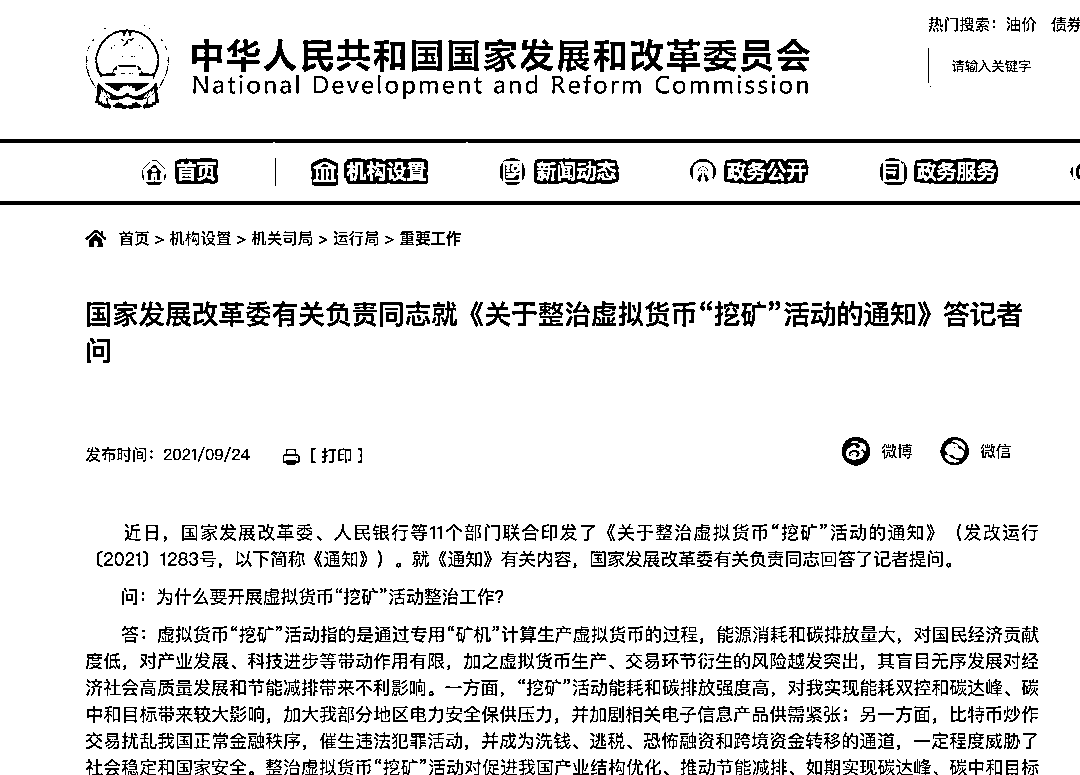 热门搜索：油价 债券
中华人民共和国国家发展和改革委员会
National Development and Reform Commission
请输入关键字
首页 机构设置 新闻动态 政务公开 政务服务
首页 > 机构设置 > 机关司局 > 运行局 > 重要工作
国家发展改革委有关负责同志就《关于整治虚拟货币“挖矿”活动的通知》答记者
问
发布时间：2021/09/24 [ 打印 ] 微博 微信
近日，国家发展改革委、人民银行等11个部门联合印发了《关于整治虚拟货币“挖矿”活动的通知》（发改运行
〔2021〕1283号，以下简称《通知》）。就《通知》有关内容，国家发展改革委有关负责同志回答了记者提问。
问：为什么要开展虚拟货币“挖矿”活动整治工作？
答：虚拟货币“挖矿”活动指的是通过专用“矿机”计算生产虚拟货币的过程，能源消耗和碳排放量大，对国民经济贡献
度低，对产业发展、科技进步等带动作用有限，加之虚拟货币生产、交易环节衍生的风险越发突出，其盲目无序发展对经
济社会高质量发展和节能减排带来不利影响。一方面，“挖矿”活动能耗和碳排放强度高，对我实现能耗双控和碳达峰、碳
中和目标带来较大影响，加大我部分地区电力安全保供压力，并加剧相关电子信息产品供需紧张；另一方面，比特币炒作
交易扰乱我国正常金融秩序，催生违法犯罪活动，并成为洗钱、逃税、恐怖融资和跨境资金转移的通道，一定程度威胁了
社会稳定和国家安全。整治虚拟货币“挖矿”活动对促进我国产业结构优化、推动节能减排、如期实现碳达峰、碳中和目标